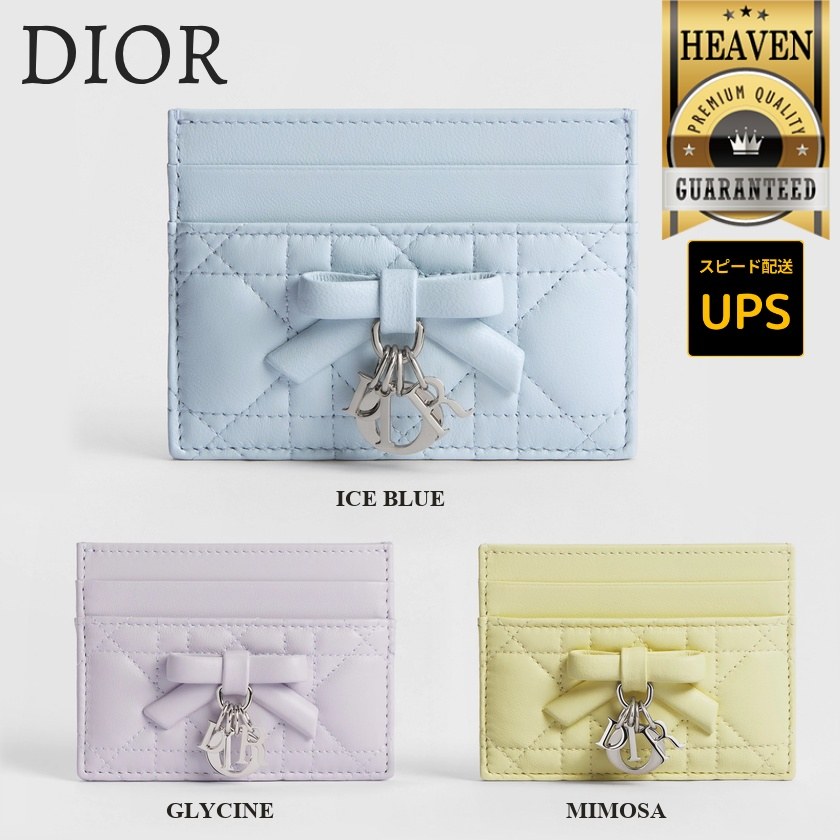 DIOR
HEAVEN
PREMIUM QUALITY
GUARANTEED
スピード配送
UPS
ICE BLUE
GLYCINE
MIMOSA